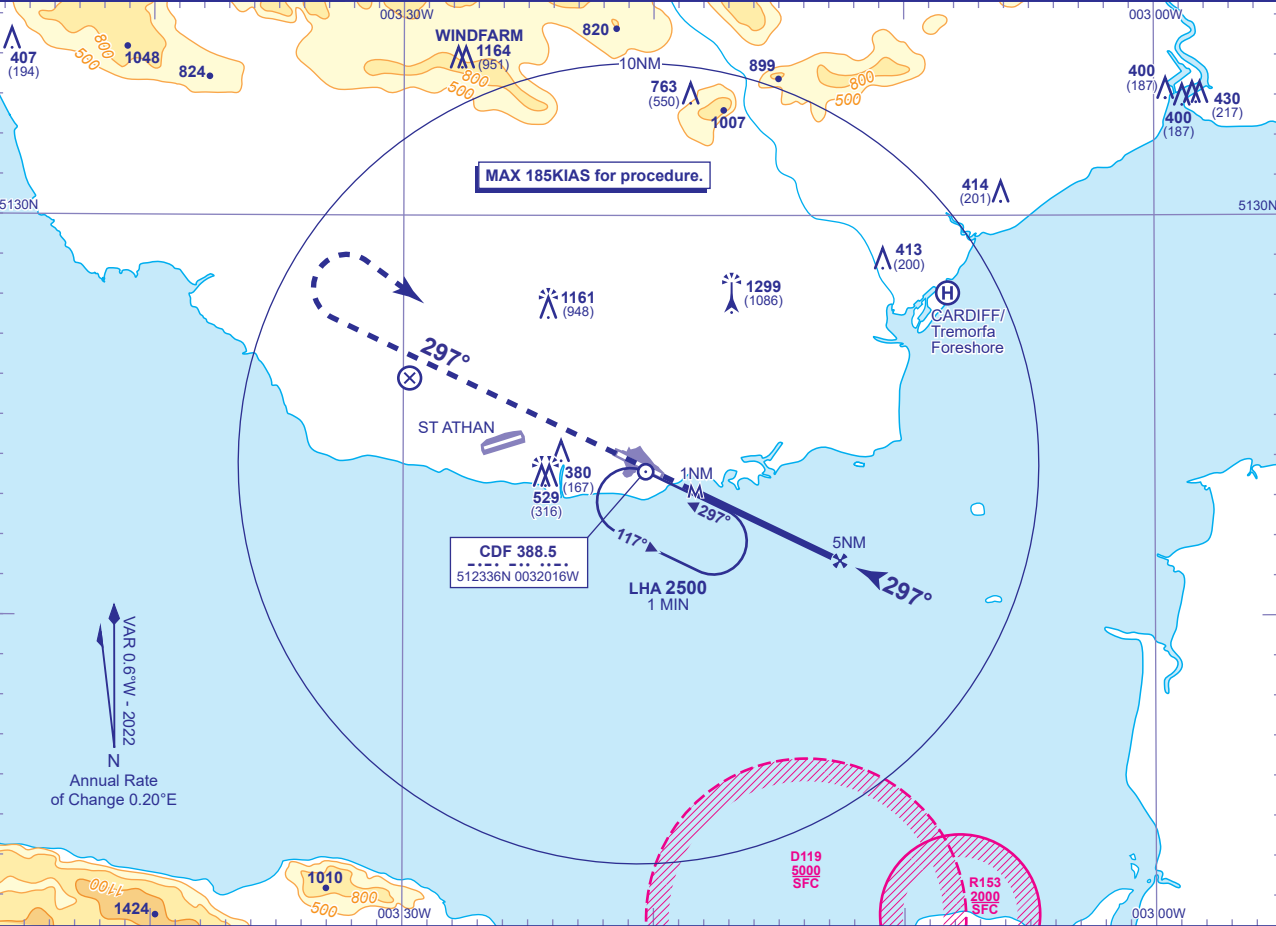 003 30W
003 00W
407
(194)
800
500
1048
824
WINDFARM
1164
(951)
800
500
820
10NM
763
(550)
1007
899
800
500
400
(187)
400
(187)
430
(217)
MAX 185KIAS for procedure.
414
(201)
5130N
5130N
413
(200)
1161
(948)
1299
(1086)
H
CARDIFF/
Tremorfa
Foreshore
297°
ST ATHAN
380
(167)
529
(316)
1NM
M
297°
117°
5NM
297°
CDF 388.5
512336N 0032016W
LHA 2500
1 MIN
VAR 0.6°W - 2022
N
Annual Rate
of Change 0.20°E
D119
5000
SFC
R153
2000
SFC
1100
1424
1010
800
500
003 30W
003 00W